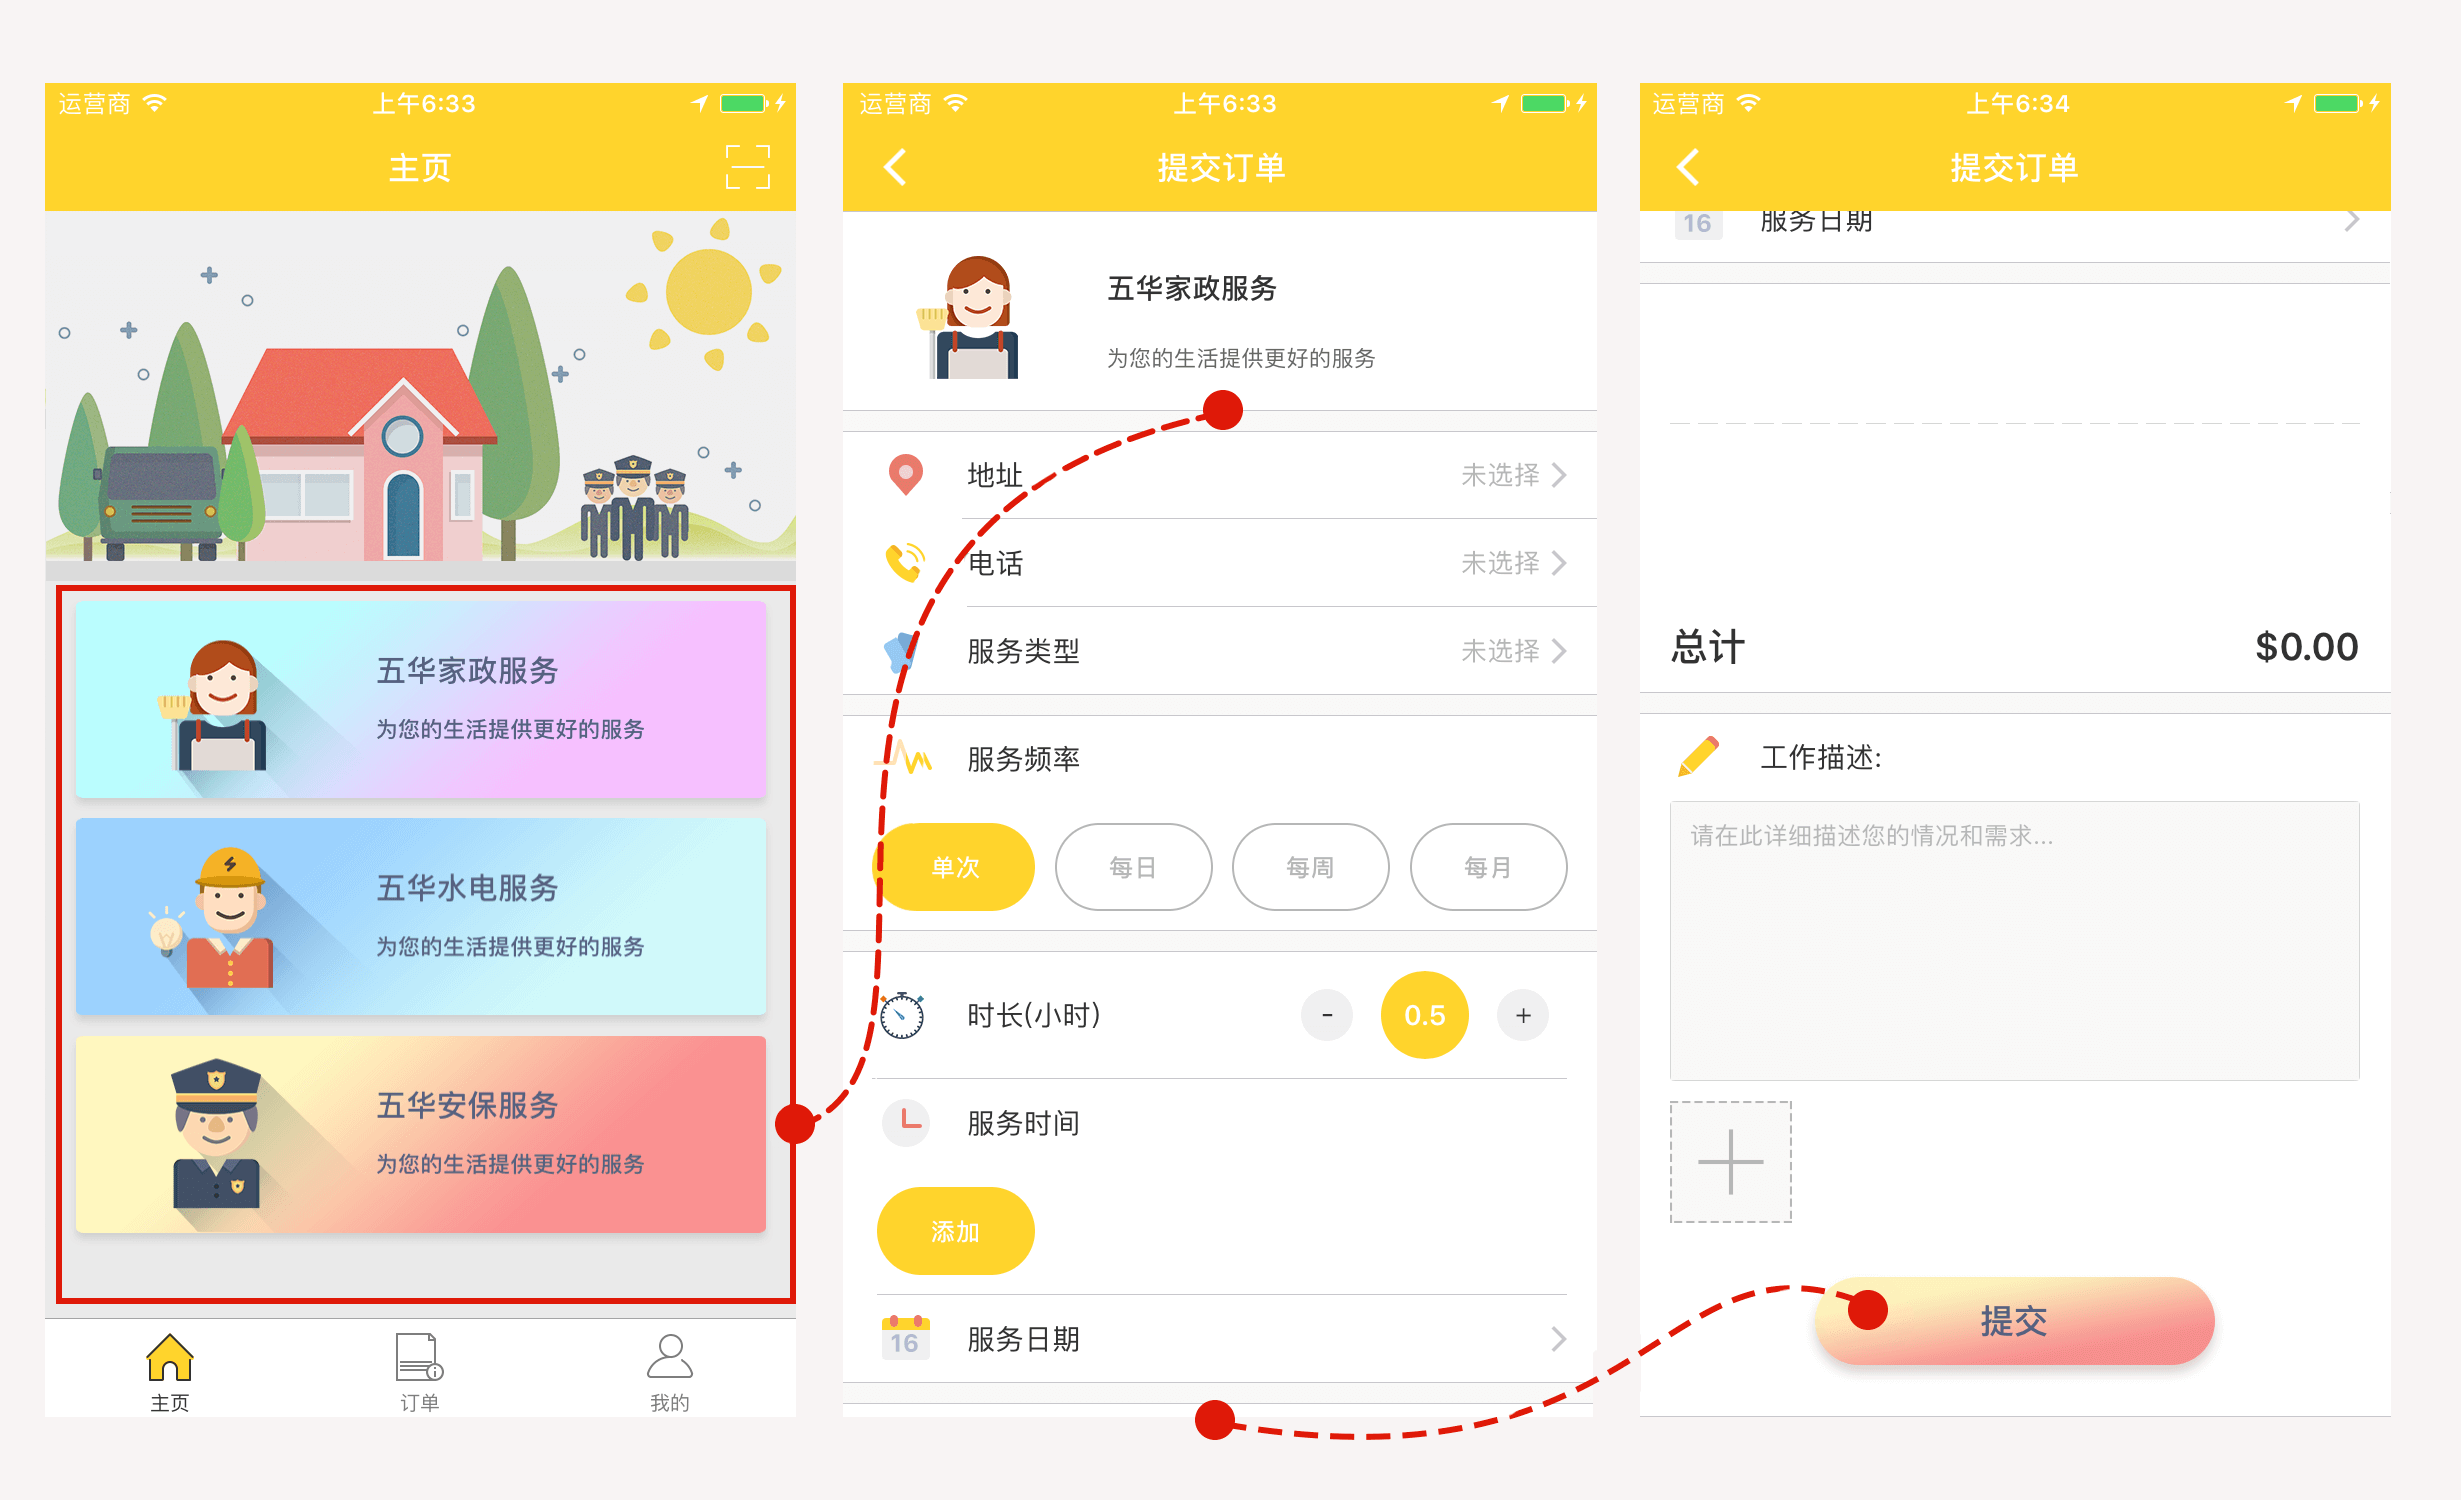 运营商 上午6:33
主页
五华家政服务
为您的生活提供更好的服务
五华水电服务
为您的生活提供更好的服务
五华安保服务
为您的生活提供更好的服务
主页 订单 我的
运营商 上午6:33
提交订单
五华家政服务
为您的生活提供更好的服务
地址 未选择
电话 未选择
服务类型 未选择
服务频率
单次 每日 每周 每月
时长(小时) - 0.5 +
服务时间
添加
16 服务日期
运营商 上午6:34
提交订单
16 服务日期
总计 $0.00
工作描述:
请在此详细描述您的情况和需求...
提交